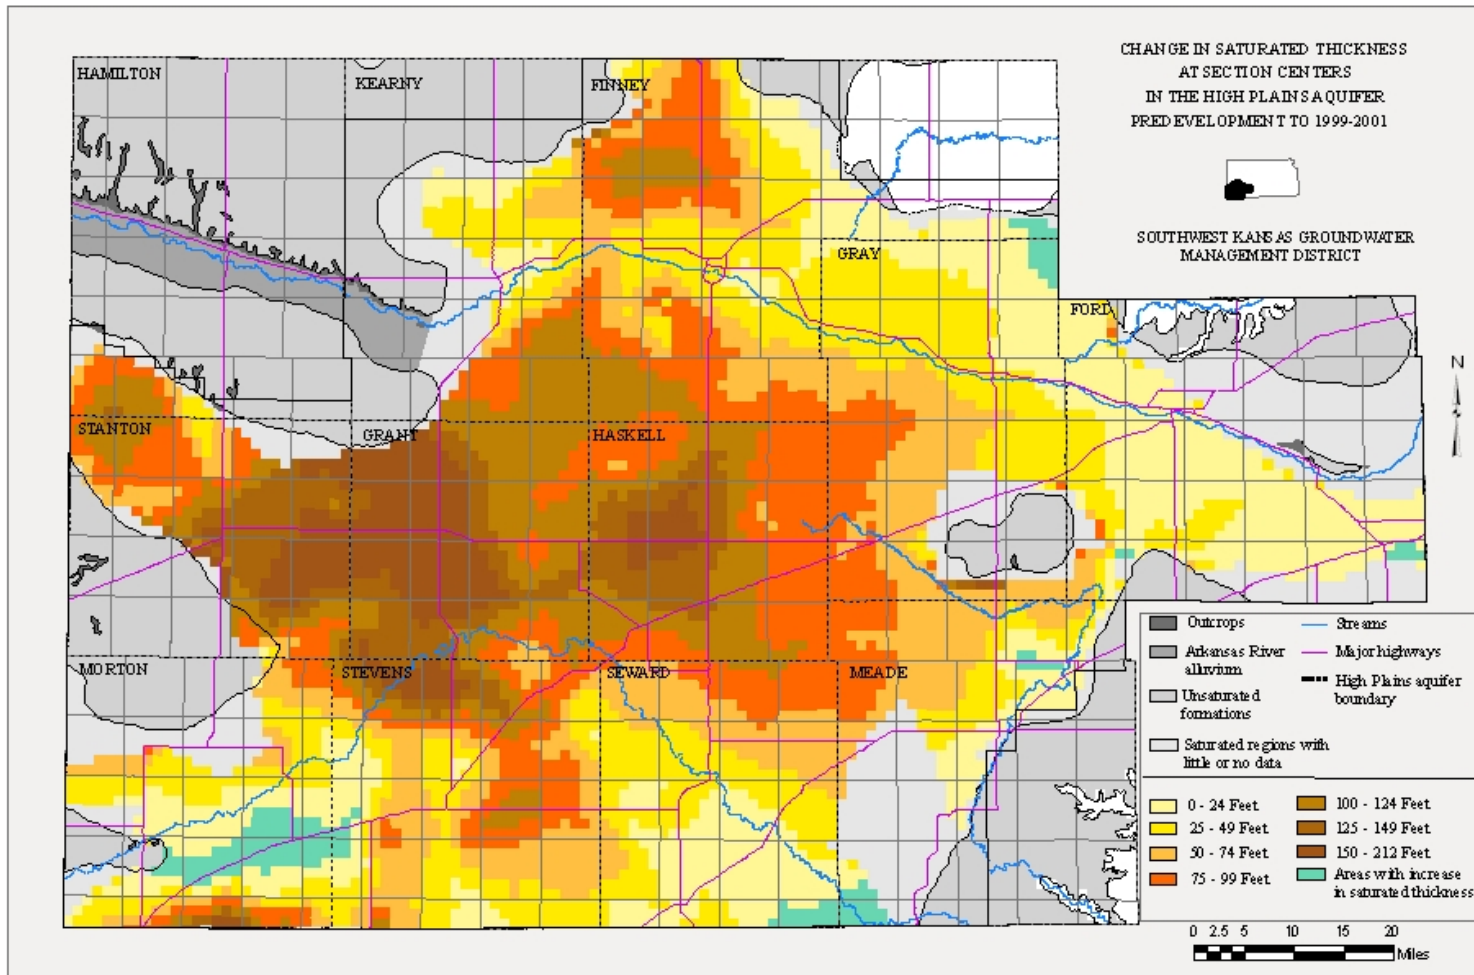 CHANGE IN SATURATED THICKNESS
AT SECTION CENTERS
IN THE HIGH PLAINS AQUIFER
PREDEVELOPMENT TO 1999-2001
SOUTHWEST KANSAS GROUNDWATER
MANAGEMENT DISTRICT
HAMILTON
KEARNY
FINNEY
GRAY
FORD
N
STANTON
GRANT
HASKELL
MORTON
STEVENS
SEWARD
MEADE
Outcrops
Arkansas River
alluvium
Unsaturated
formations
Saturated regions with
little or no data
Streams
Major highways
High Plains aquifer
boundary
0 - 24 Feet
25 - 49 Feet
50 - 74 Feet
75 - 99 Feet
100 - 124 Feet
125 - 149 Feet
150 - 212 Feet
Areas with increase
in saturated thickness
0 2.5 5 10 15 20
Miles